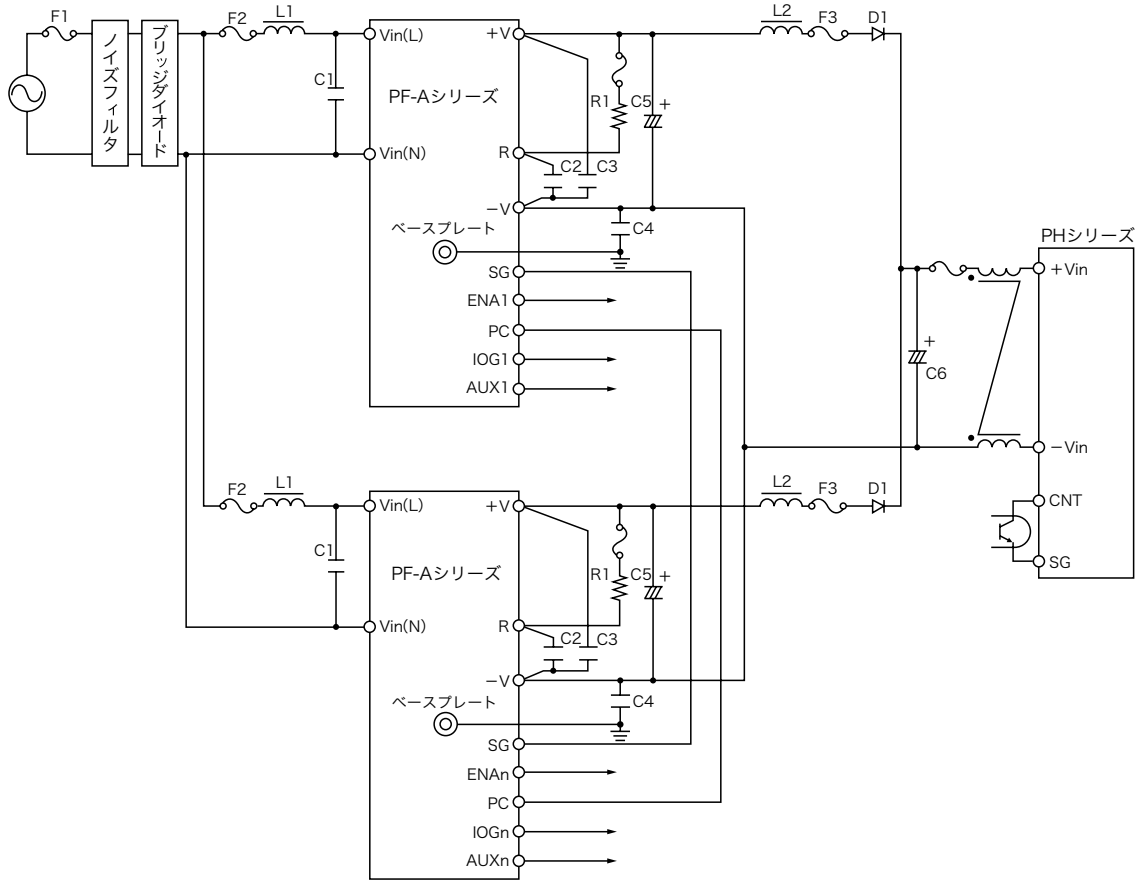 F1
ノイズフィルタ
ブリッジダイオード
F2
L1
C1
Vin(L)
Vin(N)
PF-Aシリーズ
+V
R
−V
R1
C5
+
C2
C3
C4
ベースプレート
SG
ENA1
PC
IOG1
AUX1
L2
F3
D1
PHシリーズ
+Vin
+
C6
−Vin
CNT
SG
F2
L1
C1
Vin(L)
Vin(N)
PF-Aシリーズ
+V
R
−V
R1
C5
+
C2
C3
C4
ベースプレート
SG
ENAn
PC
IOGn
AUXn
L2
F3
D1